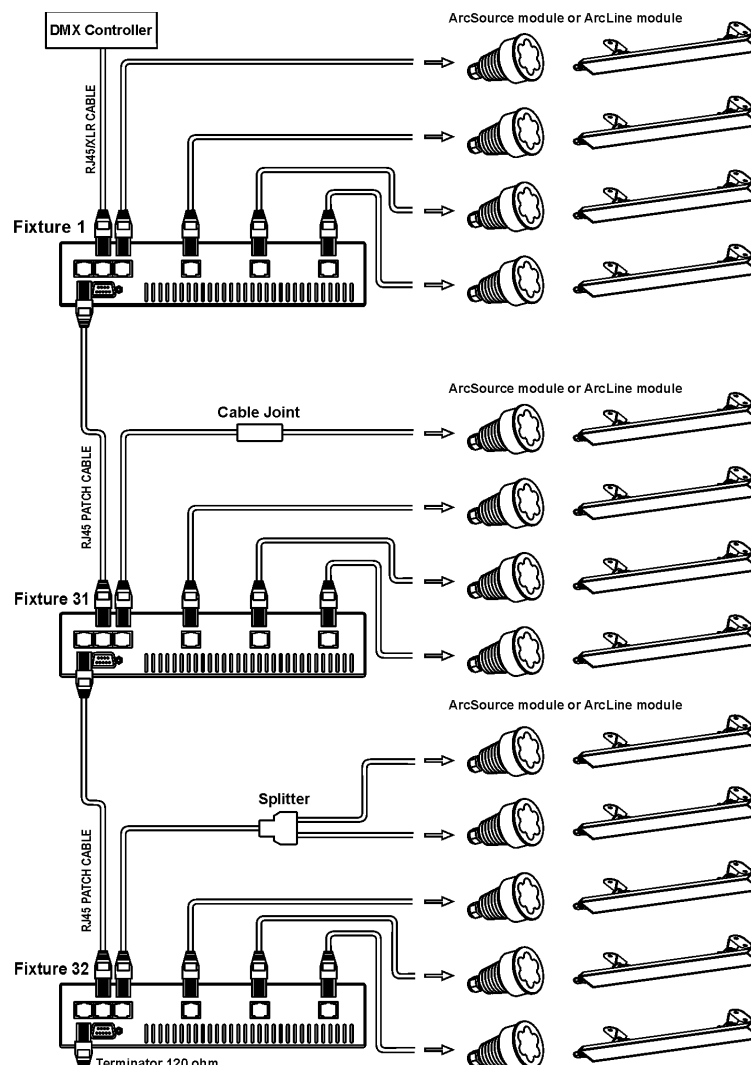 DMX Controller
ArcSource module or ArcLine module
RJ45/XLR CABLE
Fixture 1
ArcSource module or ArcLine module
Cable Joint
RJ45 PATCH CABLE
Fixture 31
ArcSource module or ArcLine module
Splitter
RJ45 PATCH CABLE
Fixture 32
Terminator 120 ohm